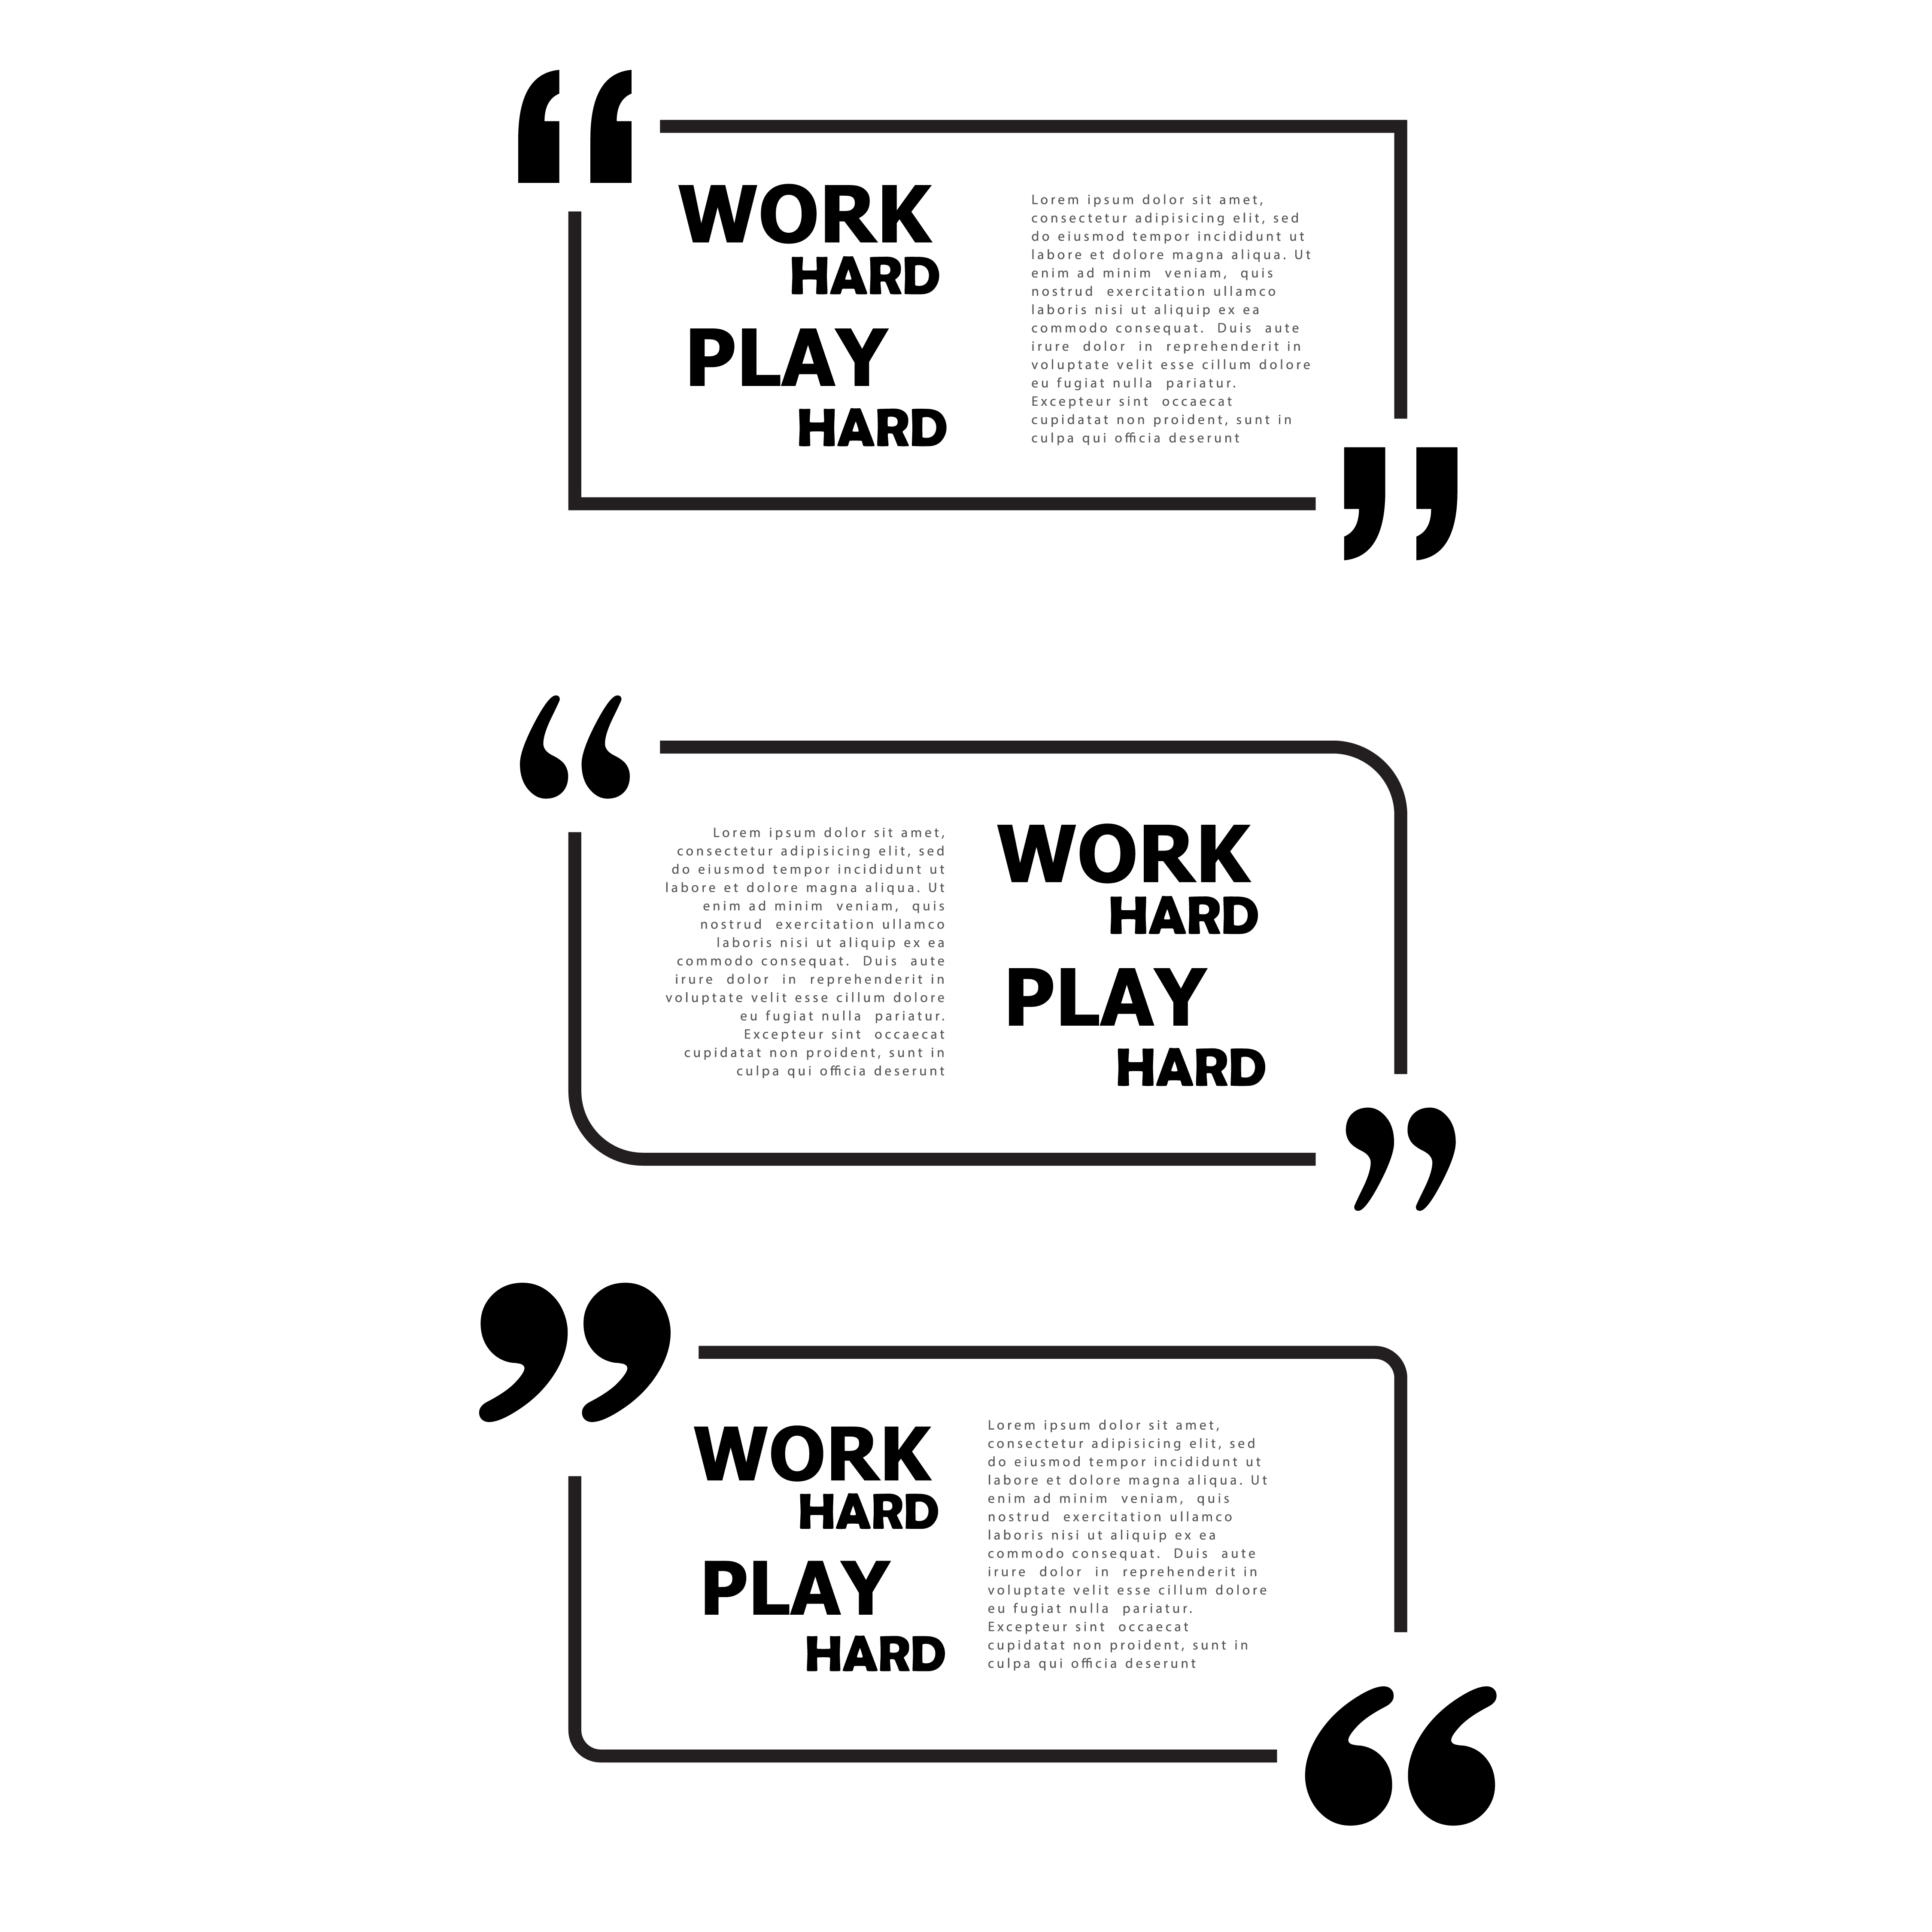 “
WORK
HARD
PLAY
HARD
Lorem ipsum dolor sit amet,
consectetur adipisicing elit, sed
do eiusmod tempor incididunt ut
labore et dolore magna aliqua. Ut
enim ad minim veniam, quis
nostrud exercitation ullamco
laboris nisi ut aliquip ex ea
commodo consequat. Duis aute
irure dolor in reprehenderit in
voluptate velit esse cillum dolore
eu fugiat nulla pariatur.
Excepteur sint occaecat
cupidatat non proident, sunt in
culpa qui officia deserunt
”
“
Lorem ipsum dolor sit amet,
consectetur adipisicing elit, sed
do eiusmod tempor incididunt ut
labore et dolore magna aliqua. Ut
enim ad minim veniam, quis
nostrud exercitation ullamco
laboris nisi ut aliquip ex ea
commodo consequat. Duis aute
irure dolor in reprehenderit in
voluptate velit esse cillum dolore
eu fugiat nulla pariatur.
Excepteur sint occaecat
cupidatat non proident, sunt in
culpa qui officia deserunt
WORK
HARD
PLAY
HARD
”
”
WORK
HARD
PLAY
HARD
Lorem ipsum dolor sit amet,
consectetur adipisicing elit, sed
do eiusmod tempor incididunt ut
labore et dolore magna aliqua. Ut
enim ad minim veniam, quis
nostrud exercitation ullamco
laboris nisi ut aliquip ex ea
commodo consequat. Duis aute
irure dolor in reprehenderit in
voluptate velit esse cillum dolore
eu fugiat nulla pariatur.
Excepteur sint occaecat
cupidatat non proident, sunt in
culpa qui officia deserunt
“